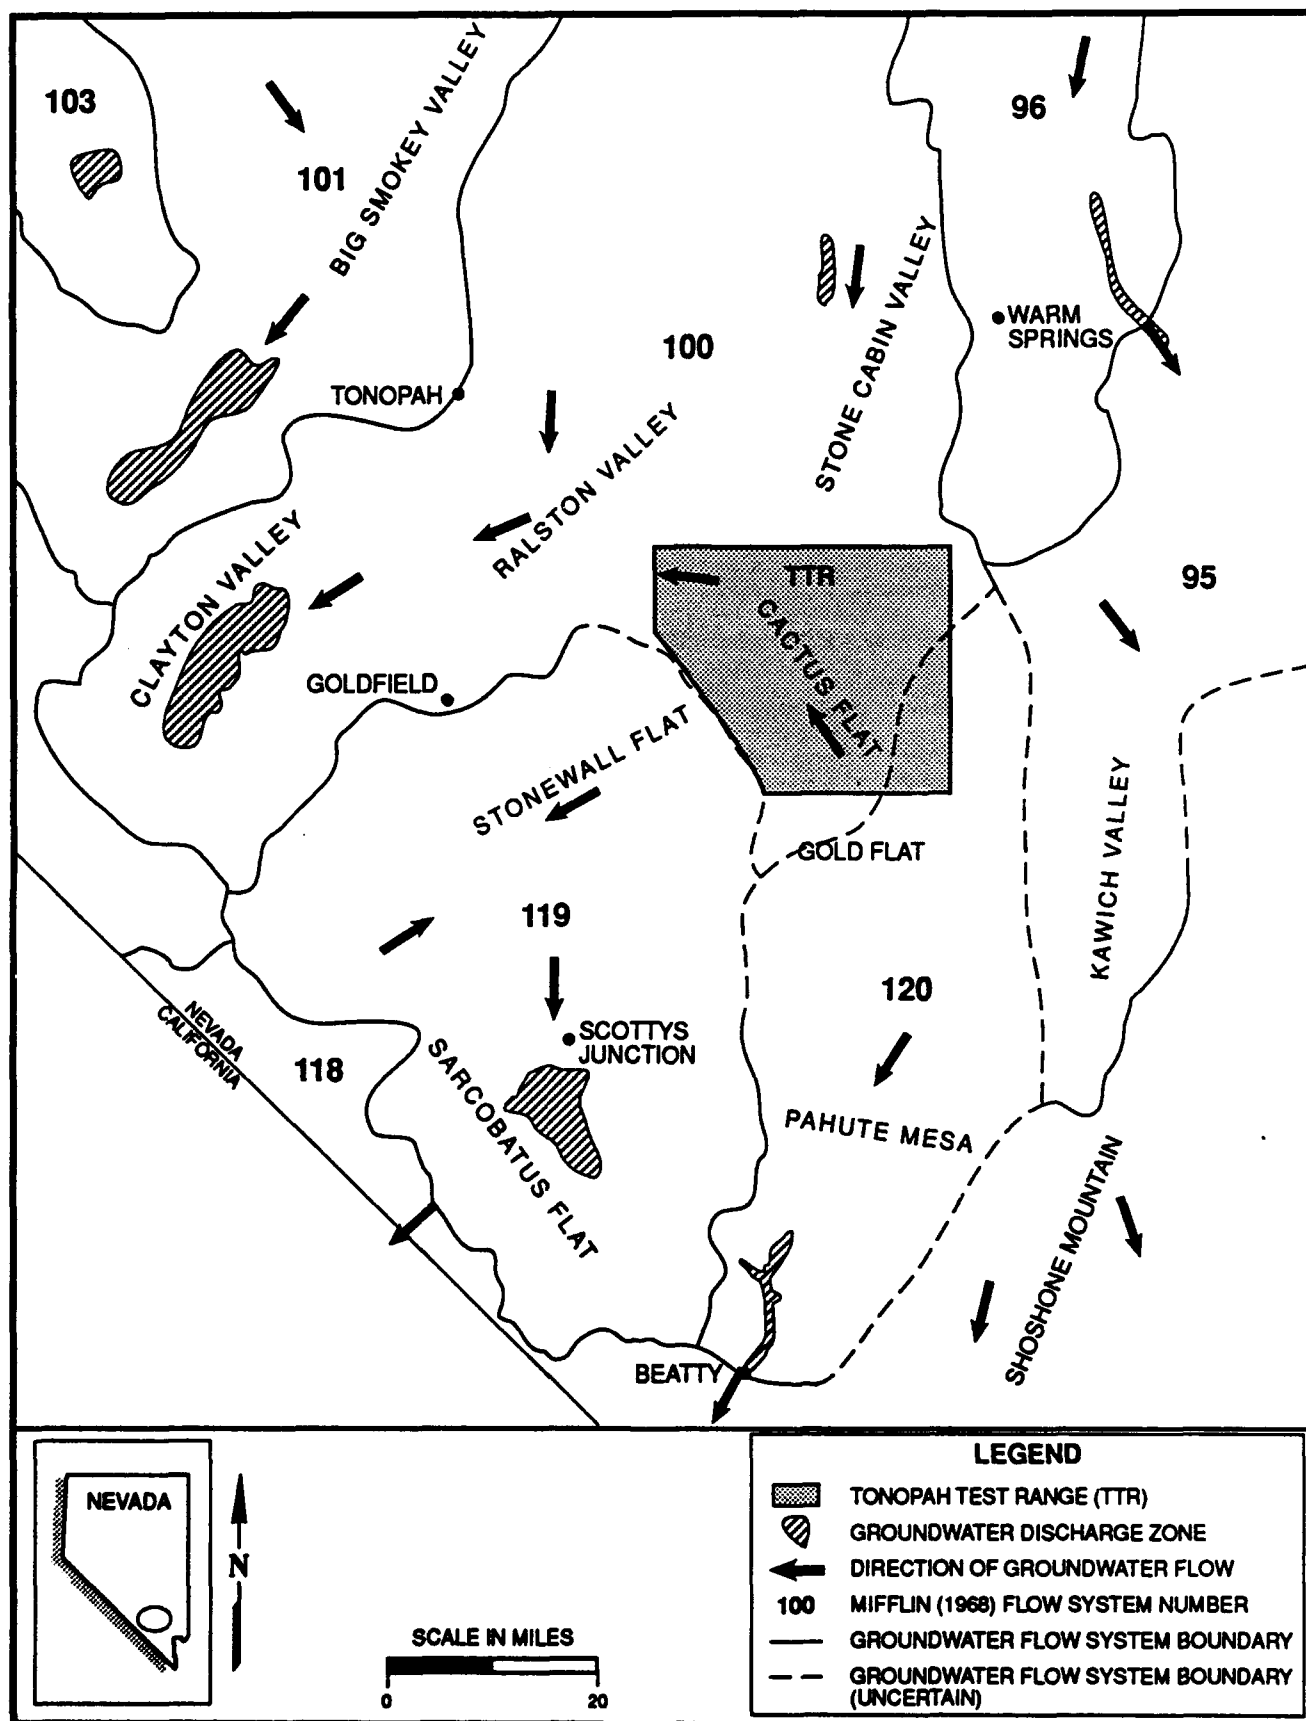 103
96
101
BIG SMOKEY VALLEY
STONE CABIN VALLEY
WARM
SPRINGS
100
TONOPAH
RALSTON VALLEY
CLAYTON VALLEY
TTR
CACTUS FLAT
95
GOLDFIELD
STONEWALL FLAT
GOLD FLAT
KAWICH VALLEY
119
120
NEVADA
CALIFORNIA
SCOTTYS
JUNCTION
118
SARCOBATUS FLAT
PAHUTE MESA
SHOSHONE MOUNTAIN
BEATTY
NEVADA
N
SCALE IN MILES
0 20
LEGEND
TONOPAH TEST RANGE (TTR)
GROUNDWATER DISCHARGE ZONE
DIRECTION OF GROUNDWATER FLOW
100 MIFFLIN (1968) FLOW SYSTEM NUMBER
GROUNDWATER FLOW SYSTEM BOUNDARY
GROUNDWATER FLOW SYSTEM BOUNDARY
(UNCERTAIN)